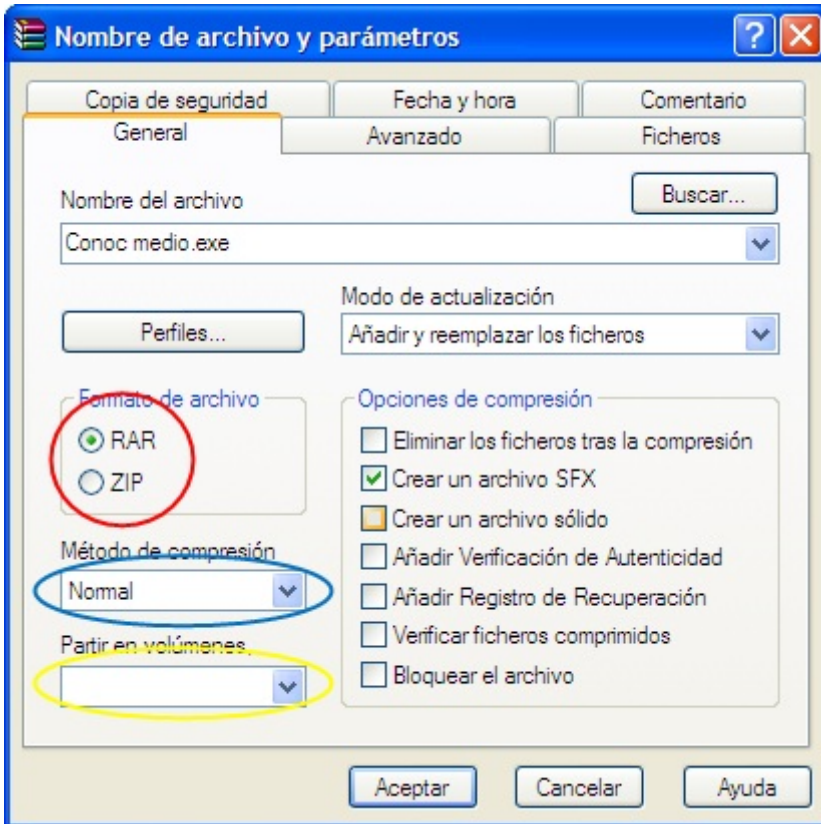 Nombre de archivo y parámetros
Copia de seguridad
Fecha y hora
Comentario
General
Avanzado
Ficheros
Nombre del archivo
Buscar...
Conoc medio.exe
Modo de actualización
Perfiles...
Añadir y reemplazar los ficheros
Formato de archivo
RAR
ZIP
Método de compresión
Normal
Partir en volúmenes,
Opciones de compresión
Eliminar los ficheros tras la compresión
Crear un archivo SFX
Crear un archivo sólido
Añadir Verificación de Autenticidad
Añadir Registro de Recuperación
Verificar ficheros comprimidos
Bloquear el archivo
Aceptar
Cancelar
Ayuda